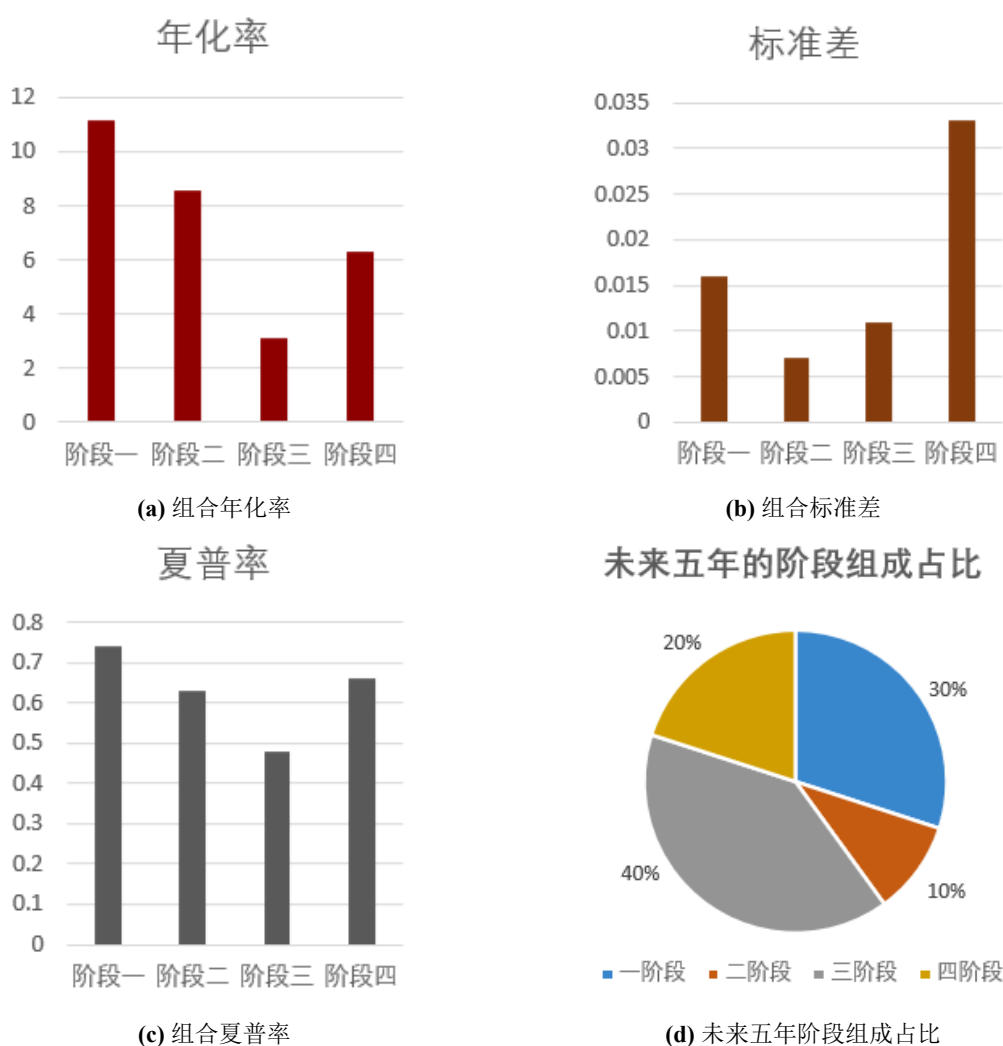 年化率
12
10
8
6
4
2
0
阶段一 阶段二 阶段三 阶段四
(a) 组合年化率
标准差
0.035
0.03
0.025
0.02
0.015
0.01
0.005
0
阶段一 阶段二 阶段三 阶段四
(b) 组合标准差
夏普率
0.8
0.7
0.6
0.5
0.4
0.3
0.2
0.1
0
阶段一 阶段二 阶段三 阶段四
(c) 组合夏普率
未来五年的阶段组成占比
20%
30%
40%
10%
一阶段 二阶段 三阶段 四阶段
(d) 未来五年阶段组成占比